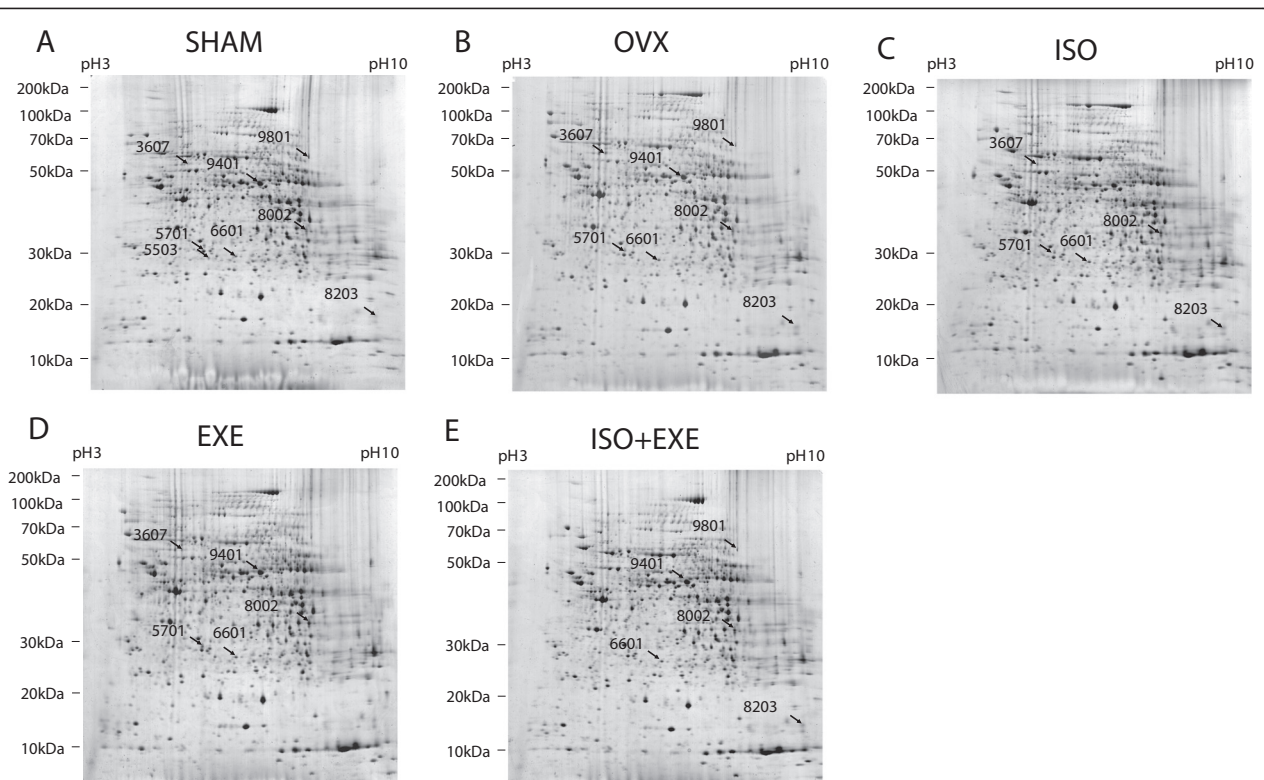 A SHAM
pH3 pH10
200kDa
100kDa
70kDa
50kDa
30kDa
20kDa
10kDa
9801
3607
9401
8002
5701 6601
5503
8203
B OVX
pH3 pH10
200kDa
100kDa
70kDa
50kDa
30kDa
20kDa
10kDa
9801
3607
9401
8002
5701 6601
8203
C ISO
pH3 pH10
200kDa
100kDa
70kDa
50kDa
30kDa
20kDa
10kDa
3607
8002
5701 6601
8203
D EXE
pH3 pH10
200kDa
100kDa
70kDa
50kDa
30kDa
20kDa
10kDa
3607
9401
8002
5701 6601
E ISO+EXE
pH3 pH10
200kDa
100kDa
70kDa
50kDa
30kDa
20kDa
10kDa
9801
9401
8002
6601
8203